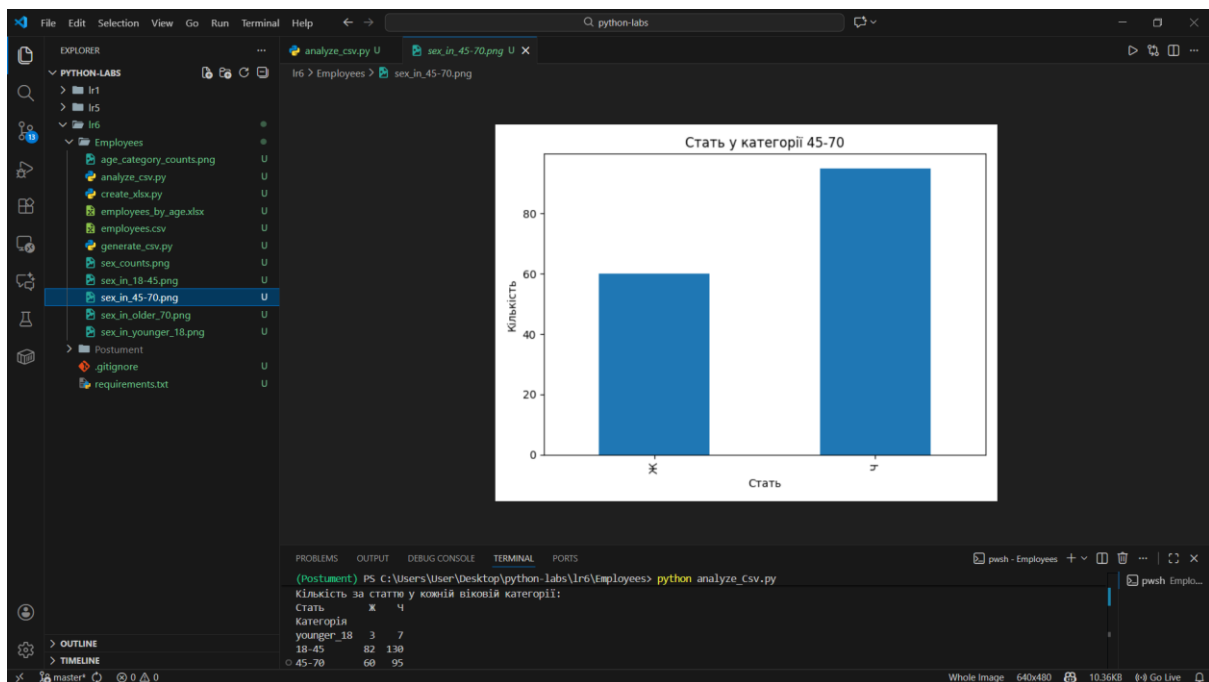 File Edit Selection View Go Run Terminal Help
python-labs
EXPLORER
PYTHON-LABS
lr1
lr5
lr6
Employees
age_category_counts.png U
analyze_csv.py U
create_xlsx.py U
employees_by_age.xlsx U
employees.csv U
generate_csv.py U
sex_counts.png U
sex_in_18-45.png U
sex_in_45-70.png U
sex_in_older_70.png U
sex_in_younger_18.png U
Postument
.gitignore U
requirements.txt U
OUTLINE
TIMELINE
13
analyze_csv.py U sex_in_45-70.png U
lr6 > Employees > sex_in_45-70.png
Стать у категорії 45-70
Кількість
80
60
40
20
0
Ж Ч
Стать
PROBLEMS OUTPUT DEBUG CONSOLE TERMINAL PORTS
pwsh - Employees
pwsh Emplo...
(Postument) PS C:\Users\User\Desktop\python-labs\lr6\Employees> python analyze_Csv.py
Кількість за статтю у кожній віковій категорії:
Стать Ж Ч
Категорія
younger_18 3 7
18-45 82 130
45-70 60 95
master* 0 0 Whole Image 640x480 10.36KB Go Live